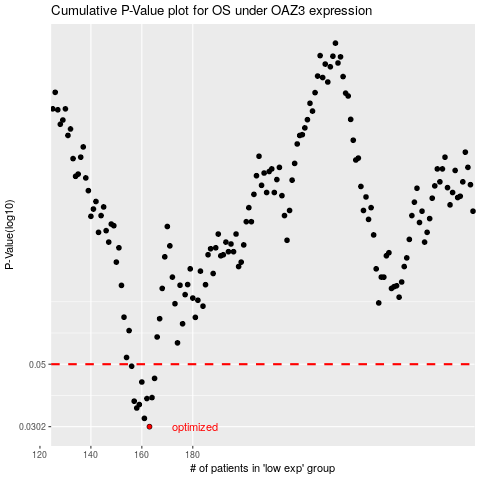 Cumulative P-Value plot for OS under OAZ3 expression
P-Value(log10)
0.05
0.0302
optimized
120 140 160 180
# of patients in 'low exp' group